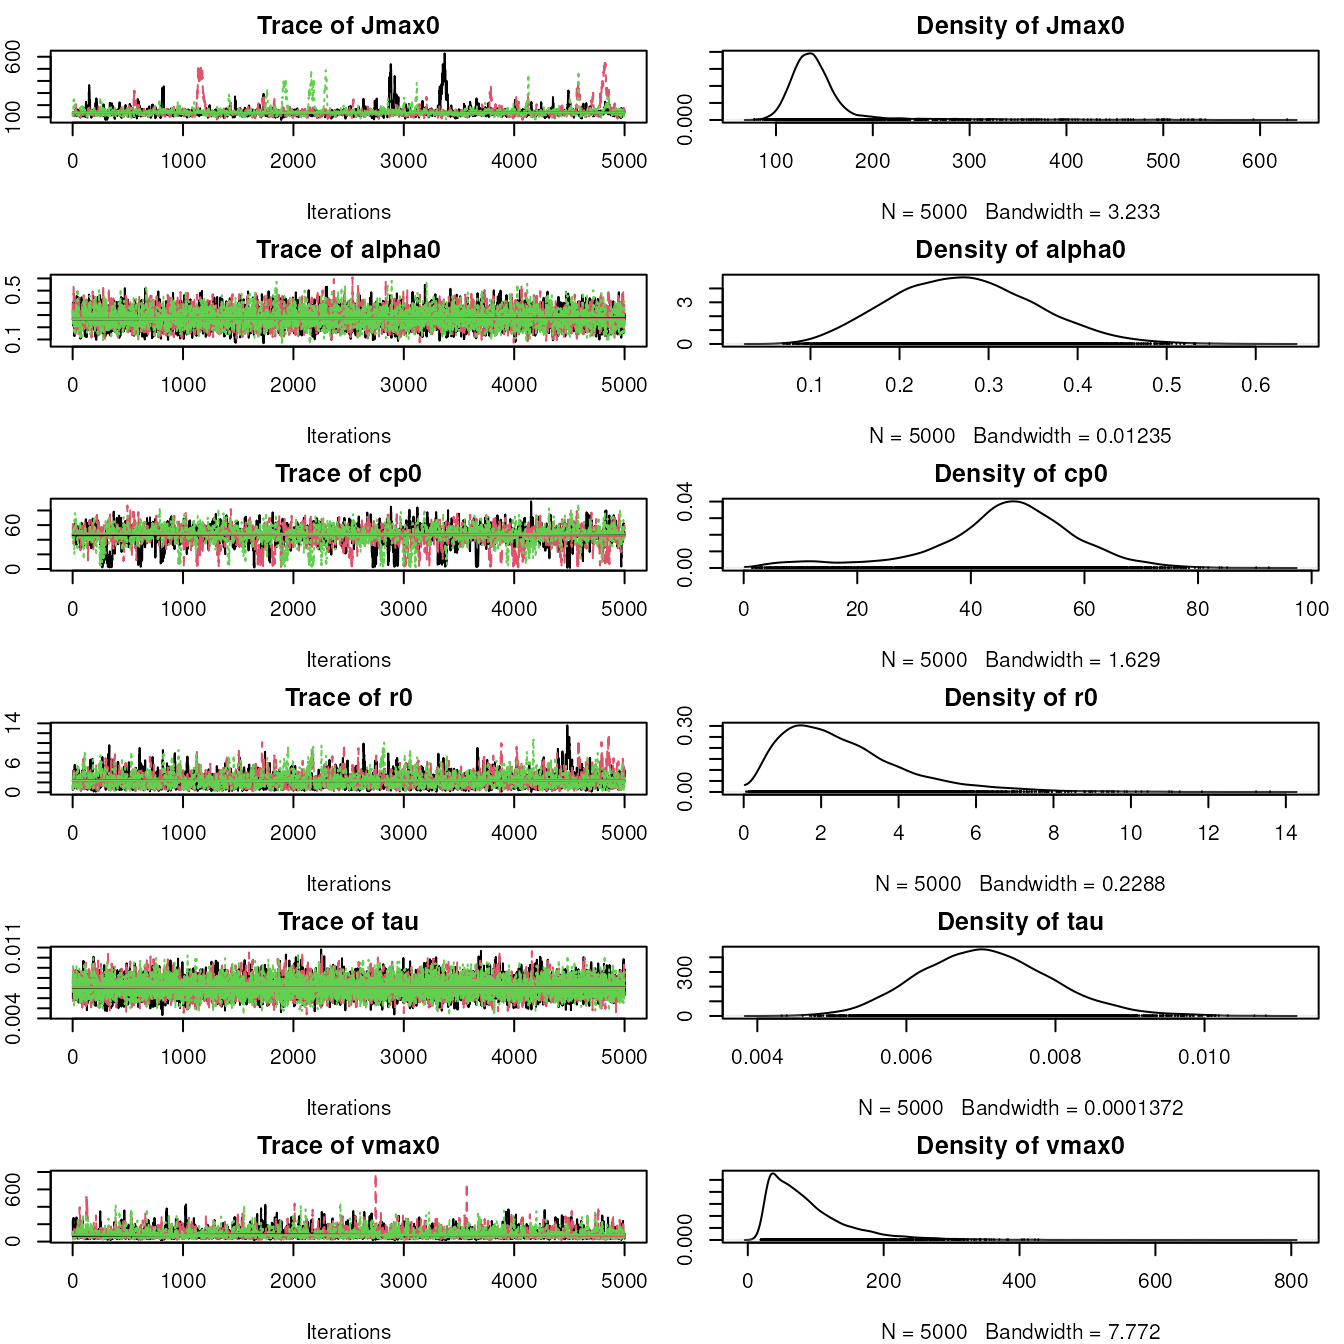 Trace of Jmax0
Density of Jmax0
100 600
0.000
0 1000 2000 3000 4000 5000
100 200 300 400 500 600
Iterations
N = 5000 Bandwidth = 3.233
Trace of alpha0
Density of alpha0
0.1 0.5
0 3
0 1000 2000 3000 4000 5000
0.1 0.2 0.3 0.4 0.5 0.6
Iterations
N = 5000 Bandwidth = 0.01235
Trace of cp0
Density of cp0
0 60
0.00 0.04
0 1000 2000 3000 4000 5000
0 20 40 60 80 100
Iterations
N = 5000 Bandwidth = 1.629
Trace of r0
Density of r0
0 6 14
0.00 0.30
0 1000 2000 3000 4000 5000
0 2 4 6 8 10 12 14
Iterations
N = 5000 Bandwidth = 0.2288
Trace of tau
Density of tau
0.004 0.011
0 300
0 1000 2000 3000 4000 5000
0.004 0.006 0.008 0.010
Iterations
N = 5000 Bandwidth = 0.0001372
Trace of vmax0
Density of vmax0
0 600
0.000
0 1000 2000 3000 4000 5000
0 200 400 600 800
Iterations
N = 5000 Bandwidth = 7.772